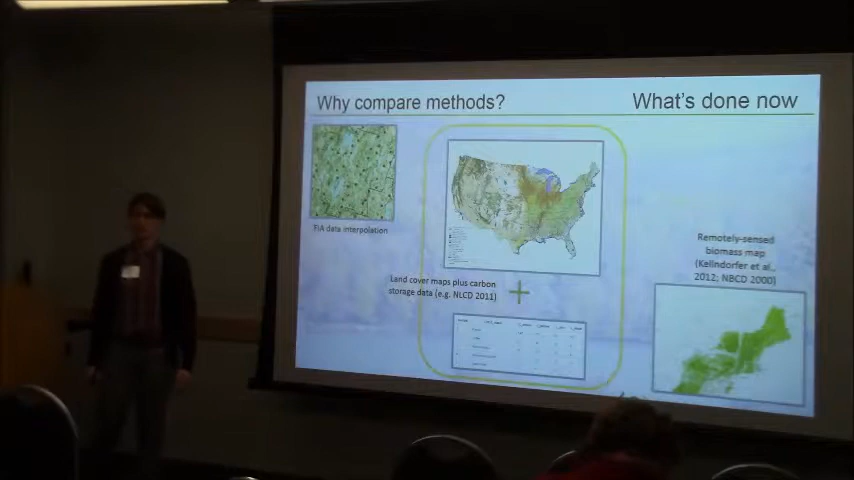 Why compare methods?
What's done now
FIA data interpolation
Land cover maps plus carbon
storage data (e.g. NLCD 2011)
Remotely-sensed
biomass map
(Kellndorfer et al.,
2012; NBCD 2000)